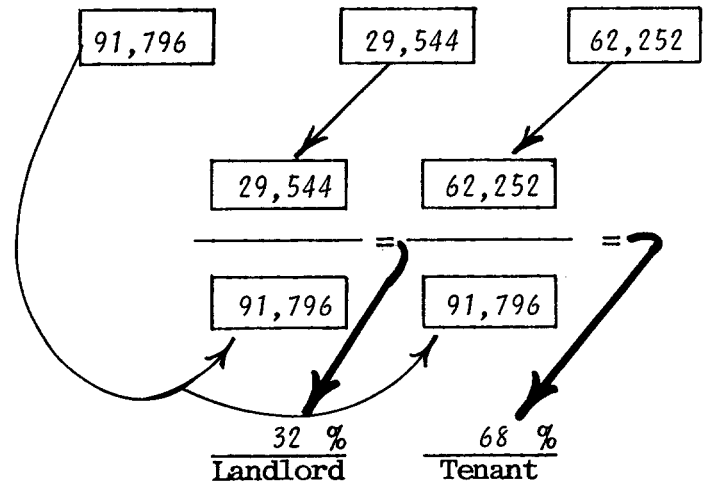 91,796 29,544 62,252
29,544 62,252
= =
91,796 91,796
32 % 68 %
Landlord Tenant